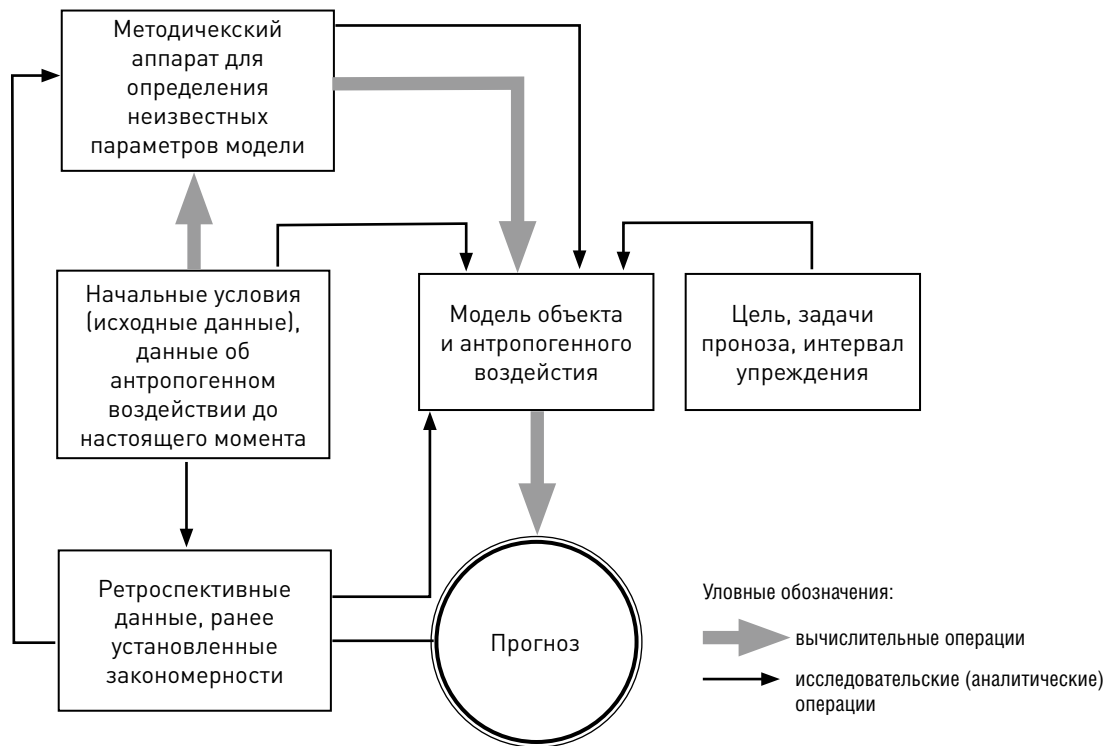 Методичекский
аппарат для
определения
неизвестных
параметров модели
Начальные условия
(исходные данные),
данные об
антропогенном
воздействии до
настоящего момента
Модель объекта
и антропогенного
воздейстия
Цель, задачи
проноза, интервал
упреждения
Ретроспективные
данные, ранее
установленные
закономерности
Прогноз
Уловные обозначения:
вычислительные операции
исследовательские (аналитические)
операции